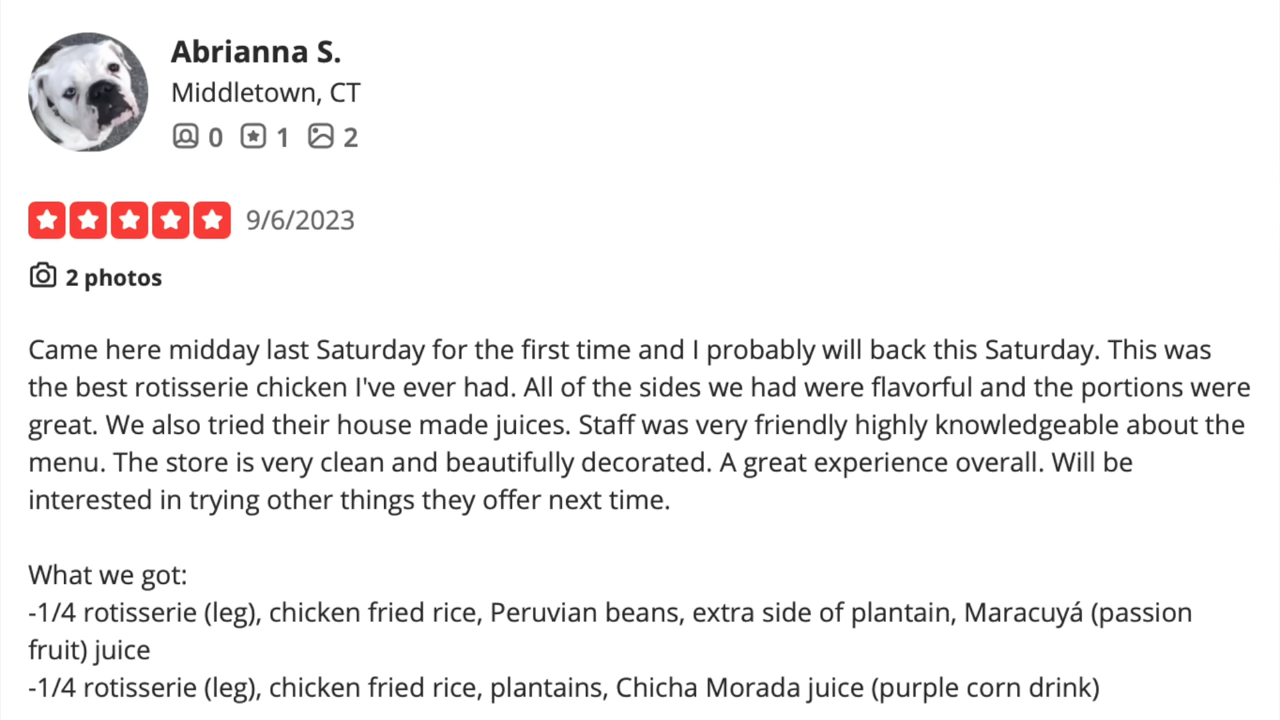 Abrianna S.
Middletown, CT
0 1 2
9/6/2023
2 photos
Came here midday last Saturday for the first time and I probably will back this Saturday. This was
the best rotisserie chicken I've ever had. All of the sides we had were flavorful and the portions were
great. We also tried their house made juices. Staff was very friendly highly knowledgeable about the
menu. The store is very clean and beautifully decorated. A great experience overall. Will be
interested in trying other things they offer next time.
What we got:
-1/4 rotisserie (leg), chicken fried rice, Peruvian beans, extra side of plantain, Maracuyá (passion
fruit) juice
-1/4 rotisserie (leg), chicken fried rice, plantains, Chicha Morada juice (purple corn drink)